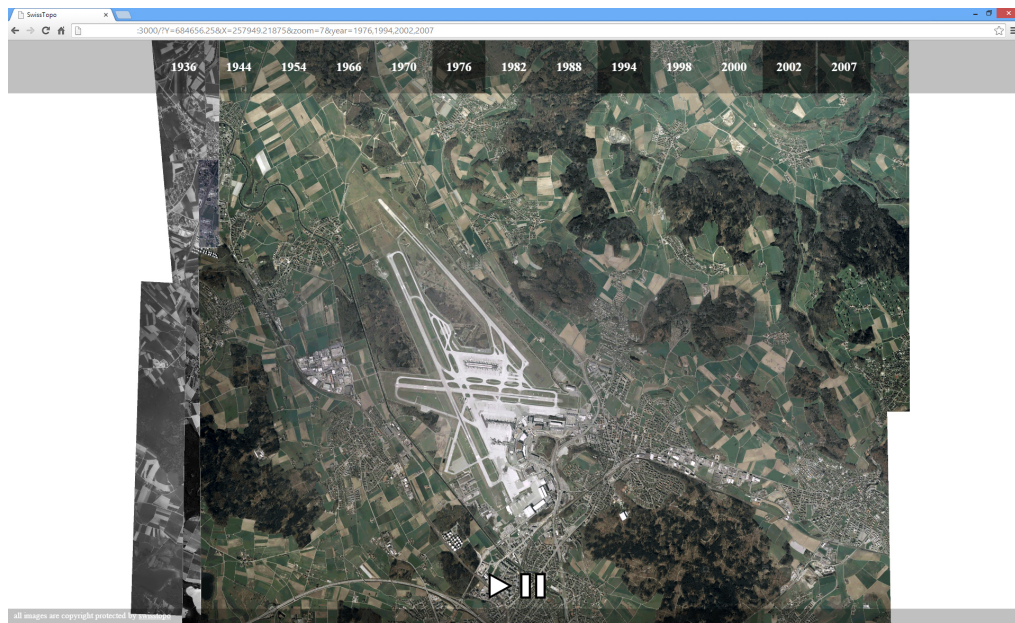 SwissTopo
:3000/?Y=684656.25&X=257949.21875&zoom=7&year=1976,1994,2002,2007
1936 1944 1954 1966 1970 1976 1982 1988 1994 1998 2000 2002 2007
all images are copyright protected by swisstopo